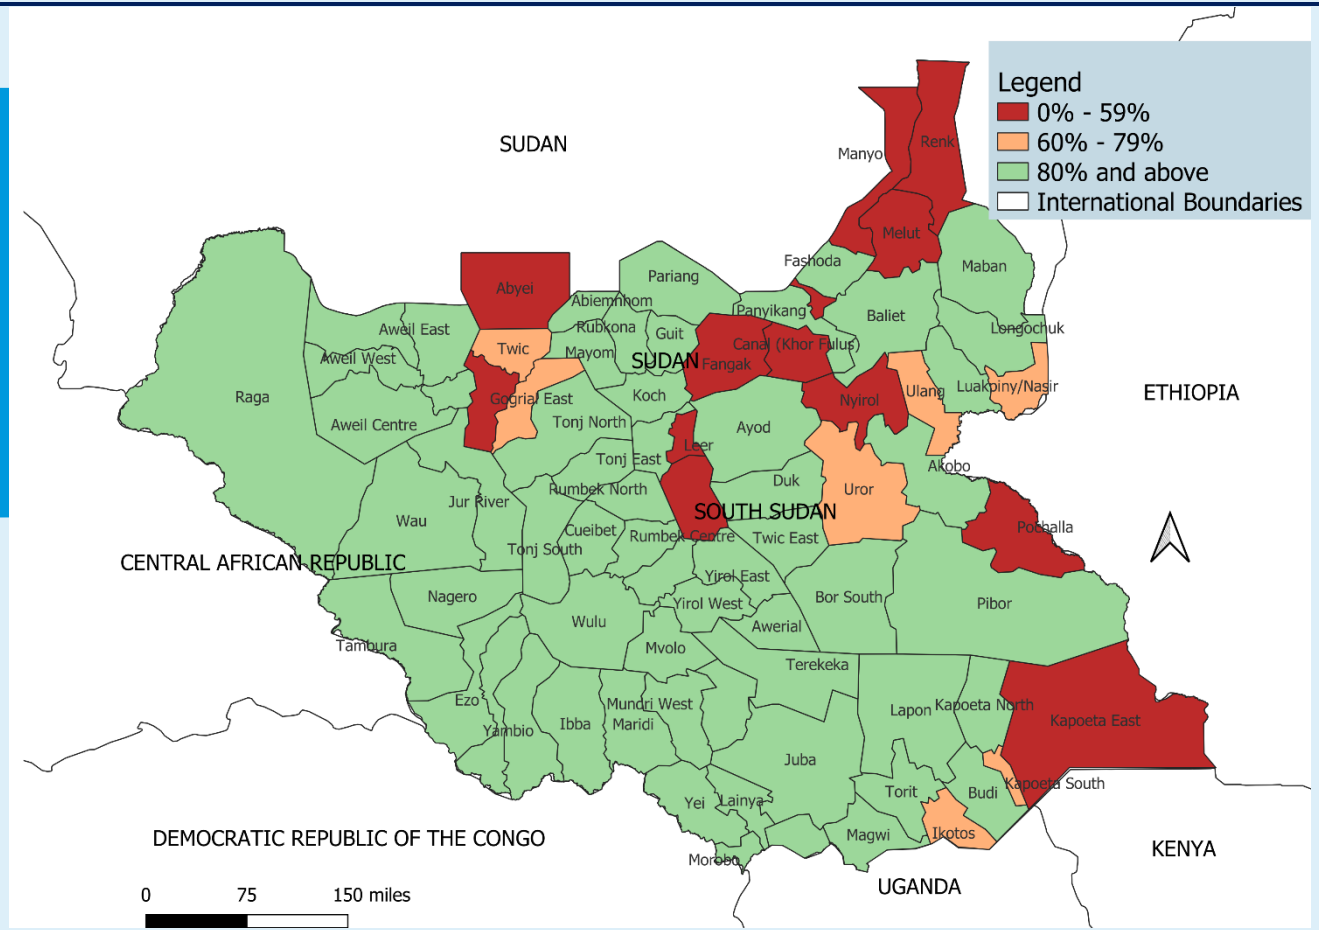 Legend
0% - 59%
60% - 79%
80% and above
International Boundaries
SUDAN
Manyo
Renk
Melut
Fashoda
Maban
Pariang
Abyei
Abiemnhom
Panyikang
Baliet
Longochuk
Aweil East
Rubkona
Guit
Twic
Mayom
SUDAN
Canal (Khor Fulus)
Fangak
Aweil West
Raga
Gogrial East
Koch
Nyirol
Ulang
Luakpiny/Nasir
ETHIOPIA
Aweil Centre
Tonj North
Ayod
Leer
Tonj East
Akobo
Duk
Uror
Jur River
Rumbek North
SOUTH SUDAN
Wau
Cueibet
Rumbek Centre
Twic East
Pochalla
Tonj South
CENTRAL AFRICAN REPUBLIC
Yirol East
Nagero
Yirol West
Bor South
Pibor
Wulu
Awerial
Tambura
Mvolo
Terekeka
Ezo
Mundri West
Lapon
Kapoeta North
Yambio
Ibba
Maridi
Kapoeta East
Juba
Kapoeta South
Yei
Lainya
Torit
Budi
Magwi
Ikotos
DEMOCRATIC REPUBLIC OF THE CONGO
Morobo
KENYA
UGANDA
0 75 150 miles